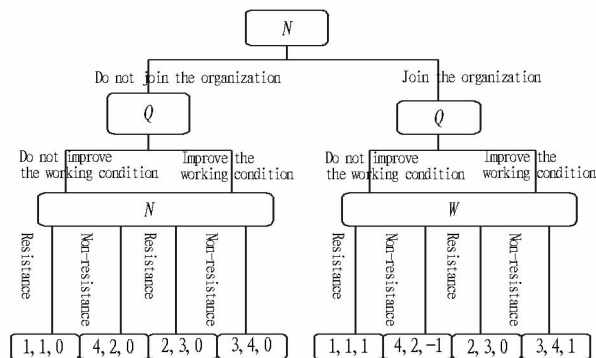 N
Do not join the organization
Join the organization
Q
Q
Do not improve
the working condition
Improve the
working condition
Do not improve
the working condition
Improve the
working condition
N
W
Resistance
Non-resistance
Resistance
Non-resistance
Resistance
Non-resistance
Resistance
Non-resistance
1, 1, 0
4, 2, 0
2, 3, 0
3, 4, 0
1, 1, 1
4, 2, -1
2, 3, 0
3, 4, 1